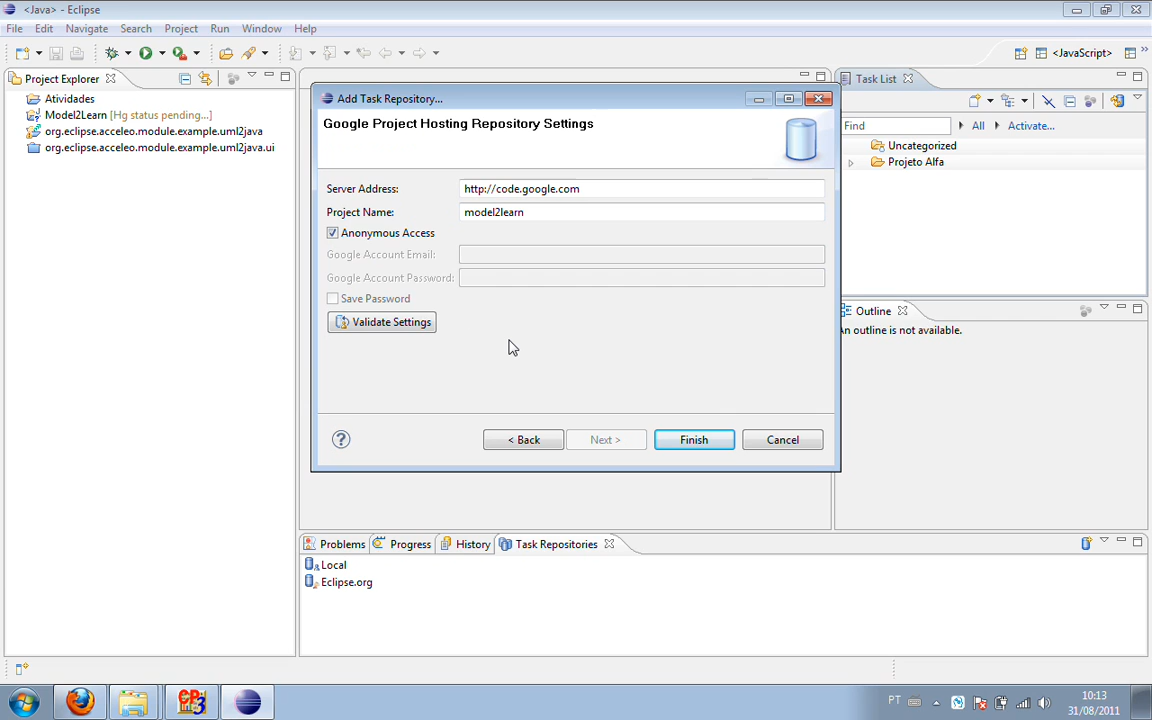 <Java> - Eclipse
File Edit Navigate Search Project Run Window Help
<JavaScript>
Project Explorer
Atividades
Model2Learn [Hg status pending...]
org.eclipse.acceleo.module.example.uml2java
org.eclipse.acceleo.module.example.uml2java.ui
Add Task Repository...
Google Project Hosting Repository Settings
Server Address: http://code.google.com
Project Name: model2learn
Anonymous Access
Google Account Email:
Google Account Password:
Save Password
Validate Settings
?
< Back Next > Finish Cancel
Task List
Find All Activate...
Uncategorized
Projeto Alfa
Outline
An outline is not available.
Problems Progress History Task Repositories
Local
Eclipse.org
PT
10:13
31/08/2011